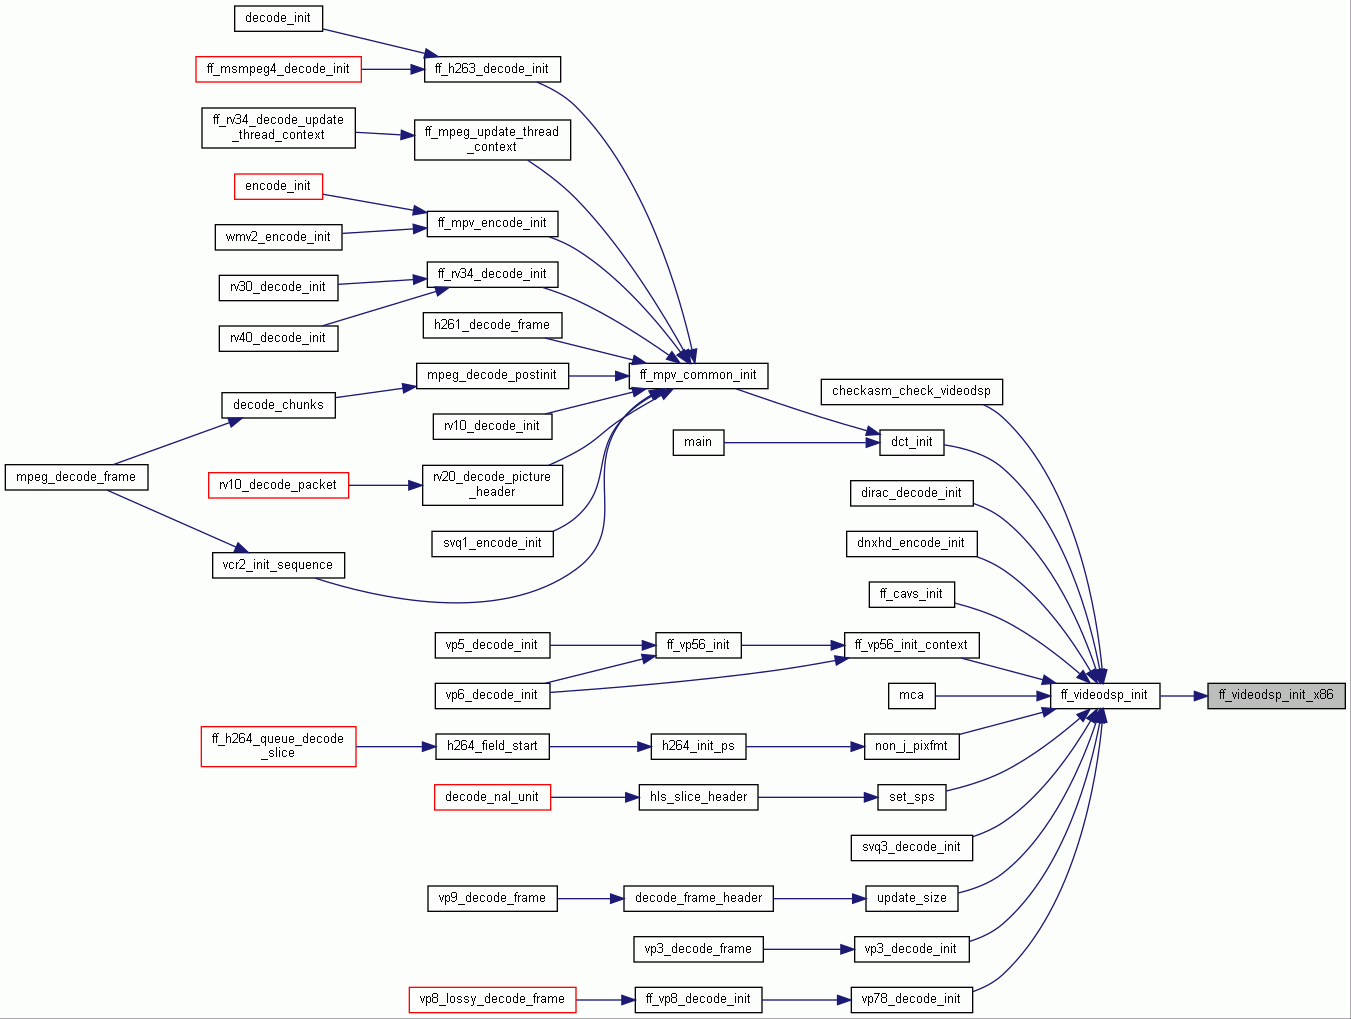 decode_init
ff_msmpeg4_decode_init
ff_h263_decode_init
ff_rv34_decode_update
_thread_context
ff_mpeg_update_thread
_context
encode_init
ff_mpv_encode_init
wmv2_encode_init
ff_rv34_decode_init
rv30_decode_init
rv40_decode_init
h261_decode_frame
mpeg_decode_postinit
ff_mpv_common_init
checkasm_check_videodsp
decode_chunks
rv10_decode_init
main
dct_init
mpeg_decode_frame
rv10_decode_packet
rv20_decode_picture
_header
dirac_decode_init
svq1_encode_init
dnxhd_encode_init
vcr2_init_sequence
ff_cavs_init
vp5_decode_init
ff_vp56_init
ff_vp56_init_context
vp6_decode_init
mca
ff_videodsp_init
ff_videodsp_init_x86
ff_h264_queue_decode
_slice
h264_field_start
h264_init_ps
non_j_pixfmt
decode_nal_unit
hls_slice_header
set_sps
svq3_decode_init
vp9_decode_frame
decode_frame_header
update_size
vp3_decode_frame
vp3_decode_init
vp8_lossy_decode_frame
ff_vp8_decode_init
vp78_decode_init